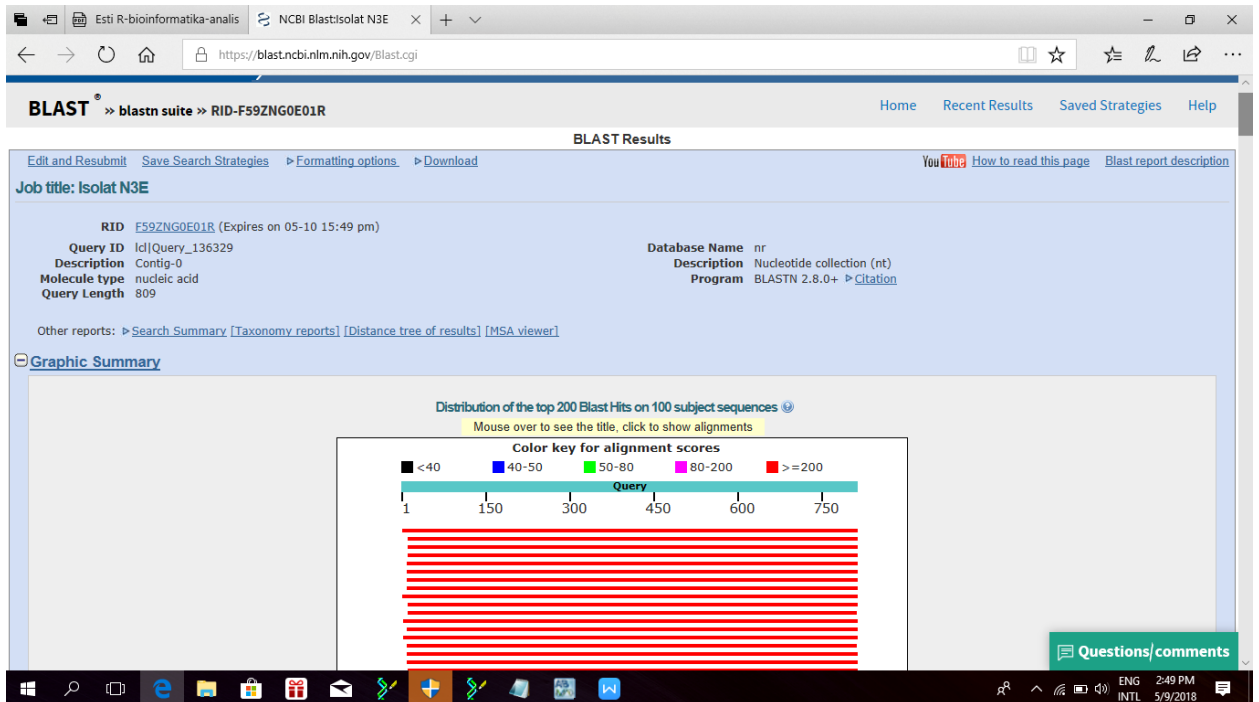 Esti R-bioinformatika-analis
NCBI Blast:Isolat N3E
https://blast.ncbi.nlm.nih.gov/Blast.cgi
BLAST ® » blastn suite » RID-F59ZNG0E01R
Home Recent Results Saved Strategies Help
BLAST Results
Edit and Resubmit Save Search Strategies Formatting options Download
YouTube How to read this page Blast report description
Job title: Isolat N3E
RID F59ZNG0E01R (Expires on 05-10 15:49 pm)
Query ID lcl|Query_136329
Description Contig-0
Molecule type nucleic acid
Query Length 809
Database Name nr
Description Nucleotide collection (nt)
Program BLASTN 2.8.0+ Citation
Other reports: Search Summary [Taxonomy reports] [Distance tree of results] [MSA viewer]
Graphic Summary
Distribution of the top 200 Blast Hits on 100 subject sequences
Mouse over to see the title, click to show alignments
Color key for alignment scores
<40 40-50 50-80 80-200 >=200
Query
1 150 300 450 600 750
Questions/comments
ENG 2:49 PM
INTL 5/9/2018